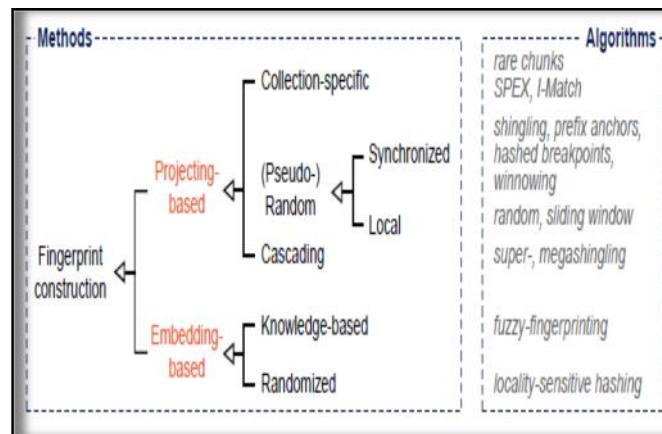 Methods
Algorithms
Collection-specific
rare chunks
SPEX, I-Match
Projecting-
based
(Pseudo-)
Random
Synchronized
shingling, prefix anchors,
hashed breakpoints,
winnowing
Local
random, sliding window
Cascading
super-, megashingling
Fingerprint
construction
Embedding-
based
Knowledge-based
fuzzy-fingerprinting
Randomized
locality-sensitive hashing